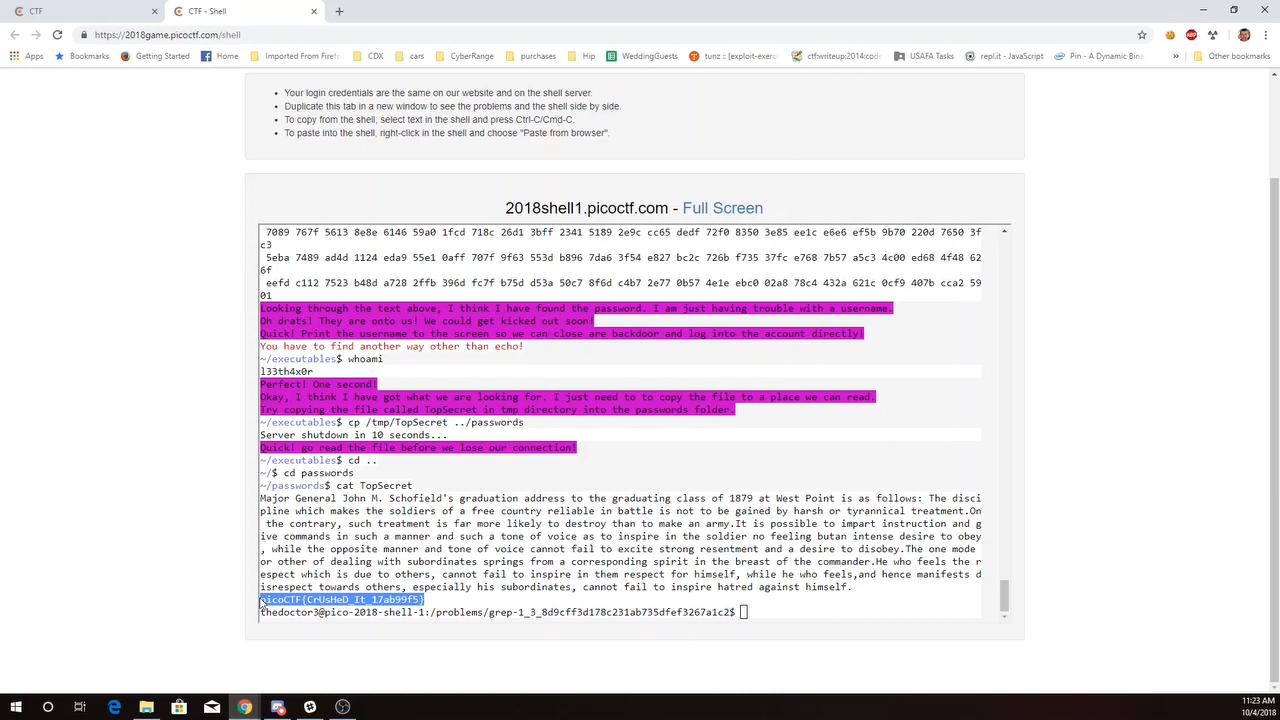 CTF
CTF - Shell
https://2018game.picoctf.com/shell
Apps
Bookmarks
Getting Started
Home
Imported From Firef
CDX
cars
CyberRange
purchases
Hip
WeddingGuests
tunz ~ [exploit-exerc
ctfwriteup:2014:code
USAFA Tasks
repl.it - JavaScript
Pin - A Dynamic Bina
»
Other bookmarks
• Your login credentials are the same on our website and on the shell server.
• Duplicate this tab in a new window to see the problems and the shell side by side.
• To copy from the shell, select text in the shell and press Ctrl-C/Cmd-C.
• To paste into the shell, right-click in the shell and choose "Paste from browser".
2018shell1.picoctf.com - Full Screen
7089 767f 5613 8e8e 6146 59a0 1fcd 718c 26d1 3bff 2341 5189 2e9c cc65 dedf 72f0 8350 3e85 ee1c e6e6 ef5b 9b70 220d 7650 3f
c3
5eba 7489 ad4d 1124 eda9 55e1 0aff 707f 9f63 553d b896 7da6 3f54 e827 bc2c 726b f735 37fc e768 7b57 a5c3 4c00 ed68 4f48 62
6f
eefd c112 7523 b48d a728 2ffb 396d fc7f b75d d53a 50c7 8f6d c4b7 2e77 0b57 4e1e ebc0 02a8 78c4 432a 621c 0cf9 407b cca2 59
01
Looking through the text above, I think I have found the password. I am just having trouble with a username.
Oh drats! They are onto us! We could get kicked out soon!
Quick! Print the username to the screen so we can close are backdoor and log into the account directly!
You have to find another way other than echo!
~/executables$ whoami
l33th4x0r
Perfect! One second!
Okay, I think I have got what we are looking for. I just need to to copy the file to a place we can read.
Try copying the file called TopSecret in tmp directory into the passwords folder.
~/executables$ cp /tmp/TopSecret ../passwords
Server shutdown in 10 seconds...
Quick! go read the file before we lose our connection!
~/executables$ cd ..
~/$ cd passwords
~/passwords$ cat TopSecret
Major General John M. Schofield's graduation address to the graduating class of 1879 at West Point is as follows: The disci
pline which makes the soldiers of a free country reliable in battle is not to be gained by harsh or tyrannical treatment.On
the contrary, such treatment is far more likely to destroy than to make an army.It is possible to impart instruction and g
ive commands in such a manner and such a tone of voice as to inspire in the soldier no feeling butan intense desire to obey
, while the opposite manner and tone of voice cannot fail to excite strong resentment and a desire to disobey.The one mode
or other of dealing with subordinates springs from a corresponding spirit in the breast of the commander.He who feels the r
espect which is due to others, cannot fail to inspire in them respect for himself, while he who feels,and hence manifests d
isrespect towards others, especially his subordinates, cannot fail to inspire hatred against himself.
picoCTF{CrUsHeD_It_17ab99f5}
thedoctor3@pico-2018-shell-1:/problems/grep-1_3_8d9cff3d178c231ab735dfef3267a1c2$
11:23 AM
10/4/2018